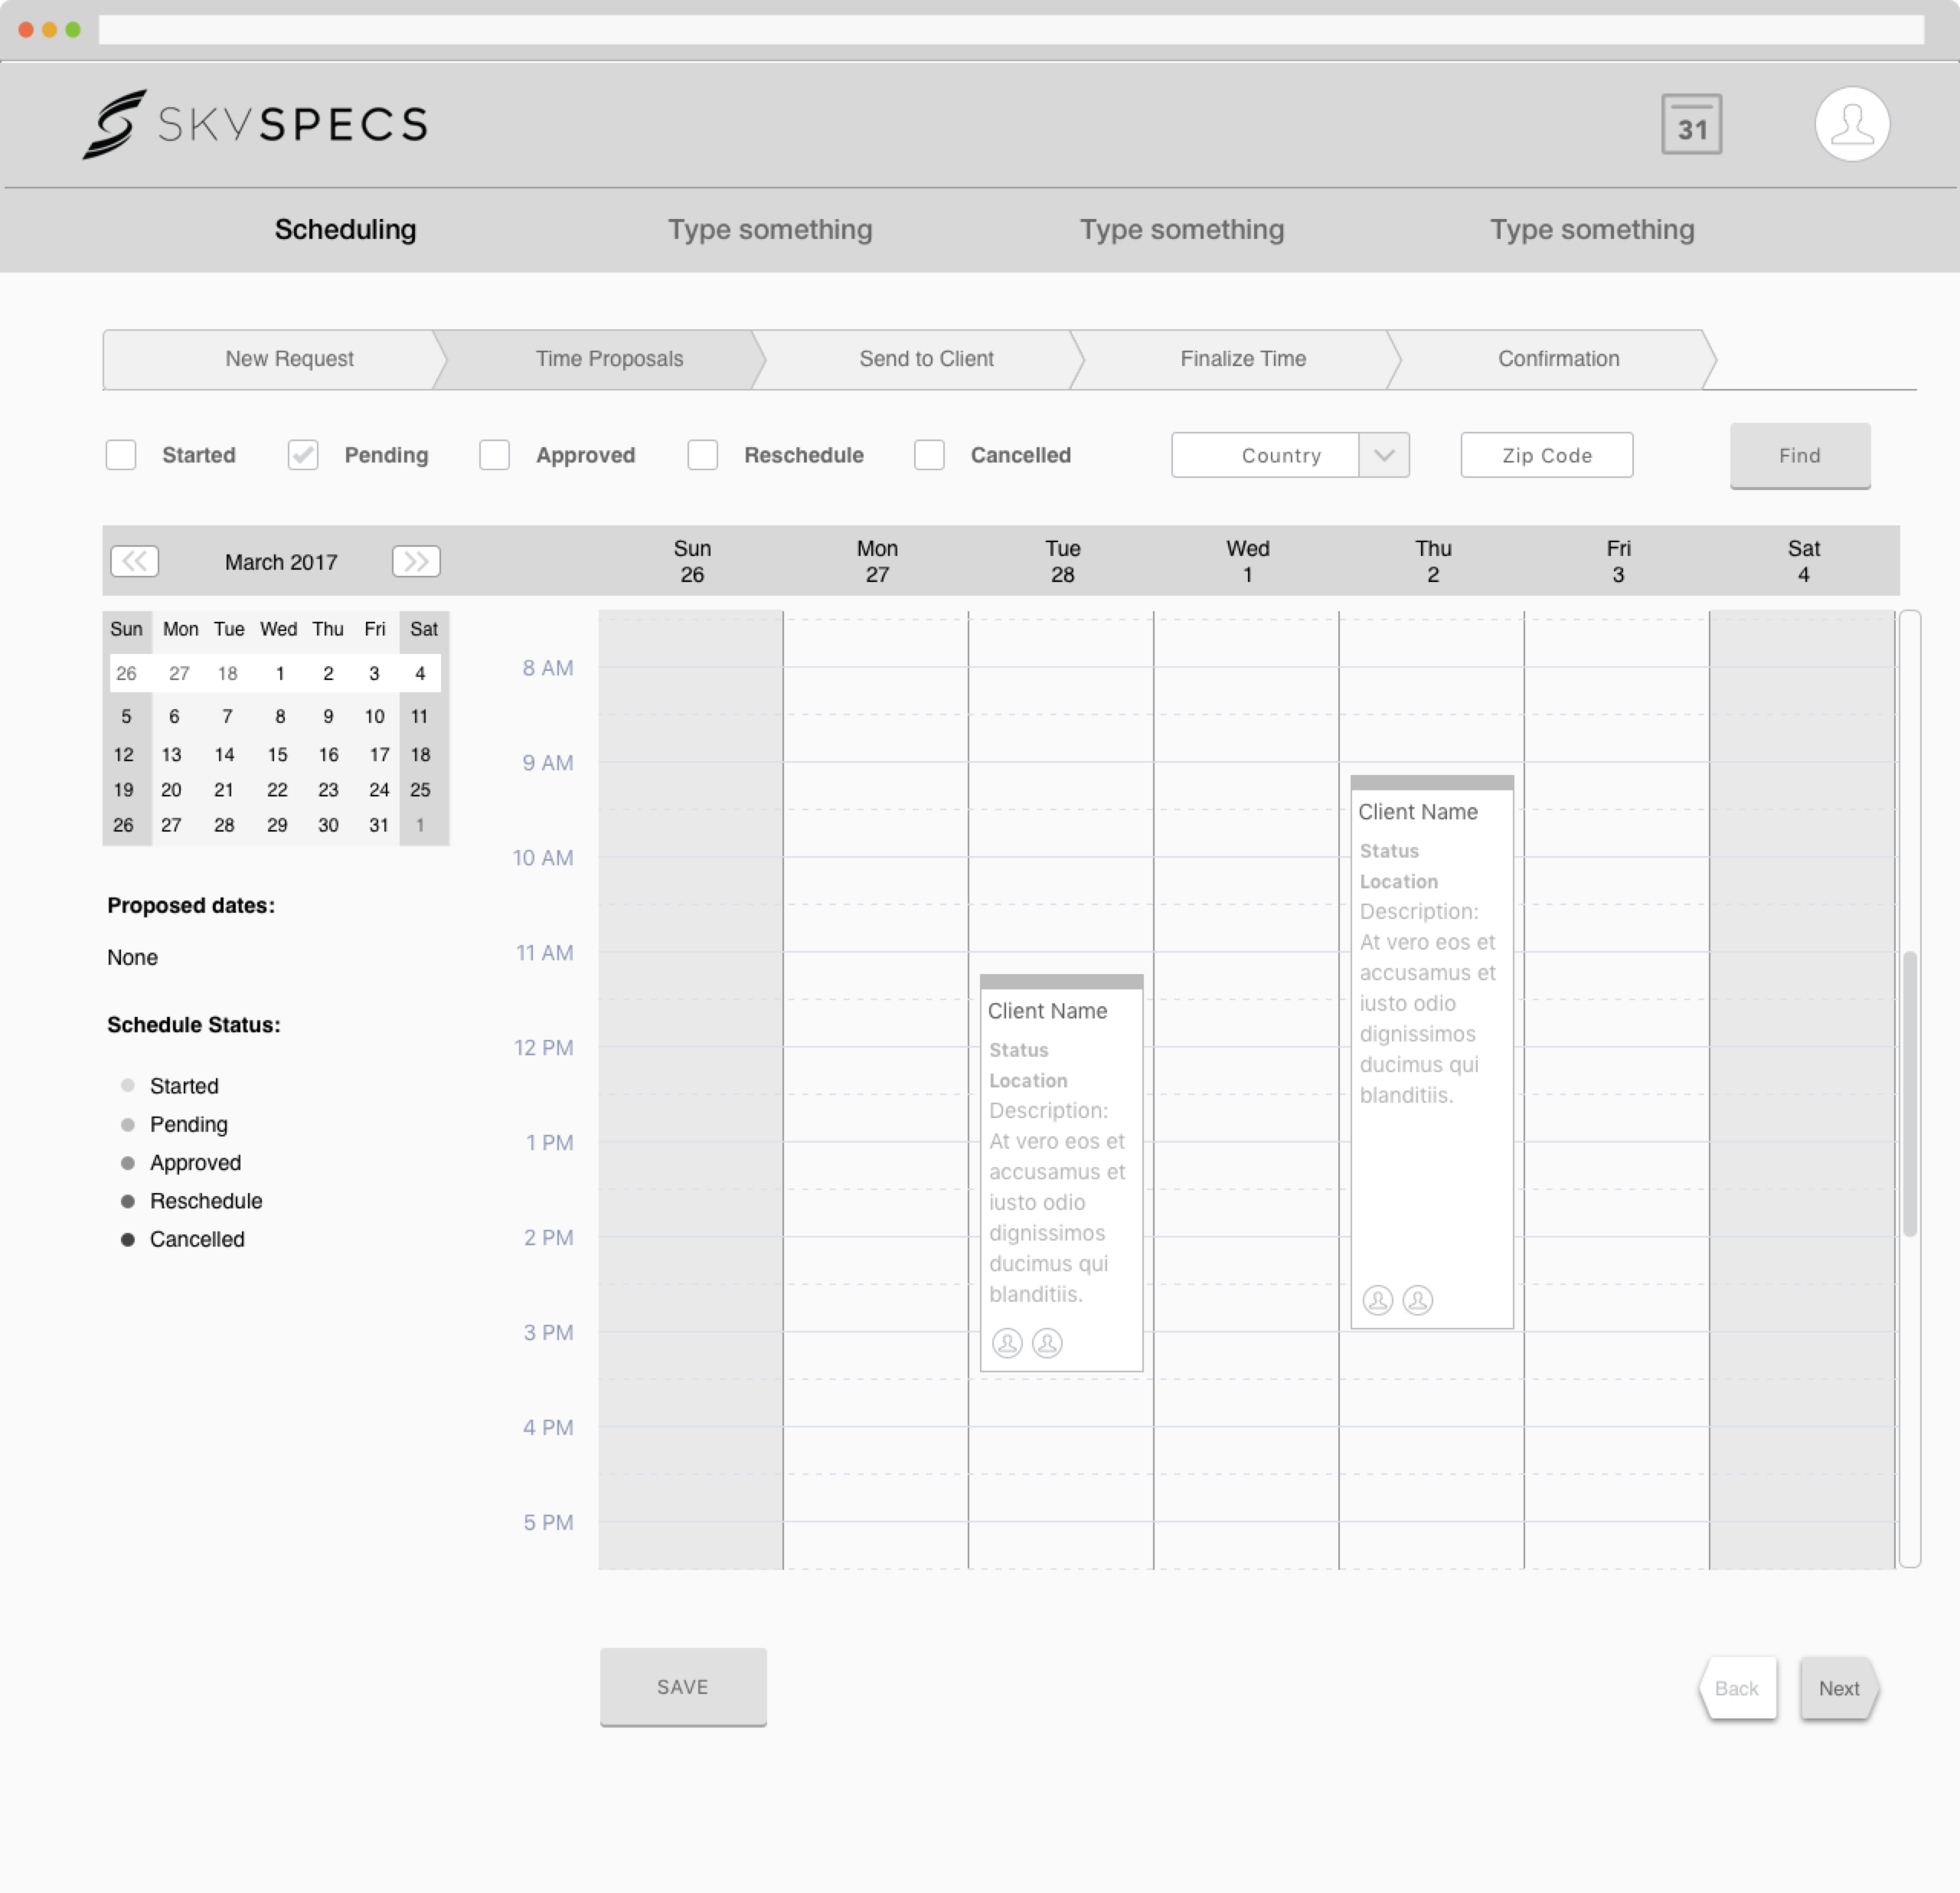 SKYSPECS
31
Scheduling Type something Type something Type something
New Request Time Proposals Send to Client Finalize Time Confirmation
Started Pending Approved Reschedule Cancelled Country Zip Code Find
March 2017
Sun Mon Tue Wed Thu Fri Sat
26 27 28 1 2 3 4
Sun Mon Tue Wed Thu Fri Sat
26 27 18 1 2 3 4
5 6 7 8 9 10 11
12 13 14 15 16 17 18
19 20 21 22 23 24 25
26 27 28 29 30 31 1
Proposed dates:
None
Schedule Status:
Started
Pending
Approved
Reschedule
Cancelled
8 AM
9 AM
10 AM
11 AM
12 PM
1 PM
2 PM
3 PM
4 PM
5 PM
Client Name
Status
Location
Description:
At vero eos et
accusamus et
iusto odio
dignissimos
ducimus qui
blanditiis.
Client Name
Status
Location
Description:
At vero eos et
accusamus et
iusto odio
dignissimos
ducimus qui
blanditiis.
SAVE
Back Next